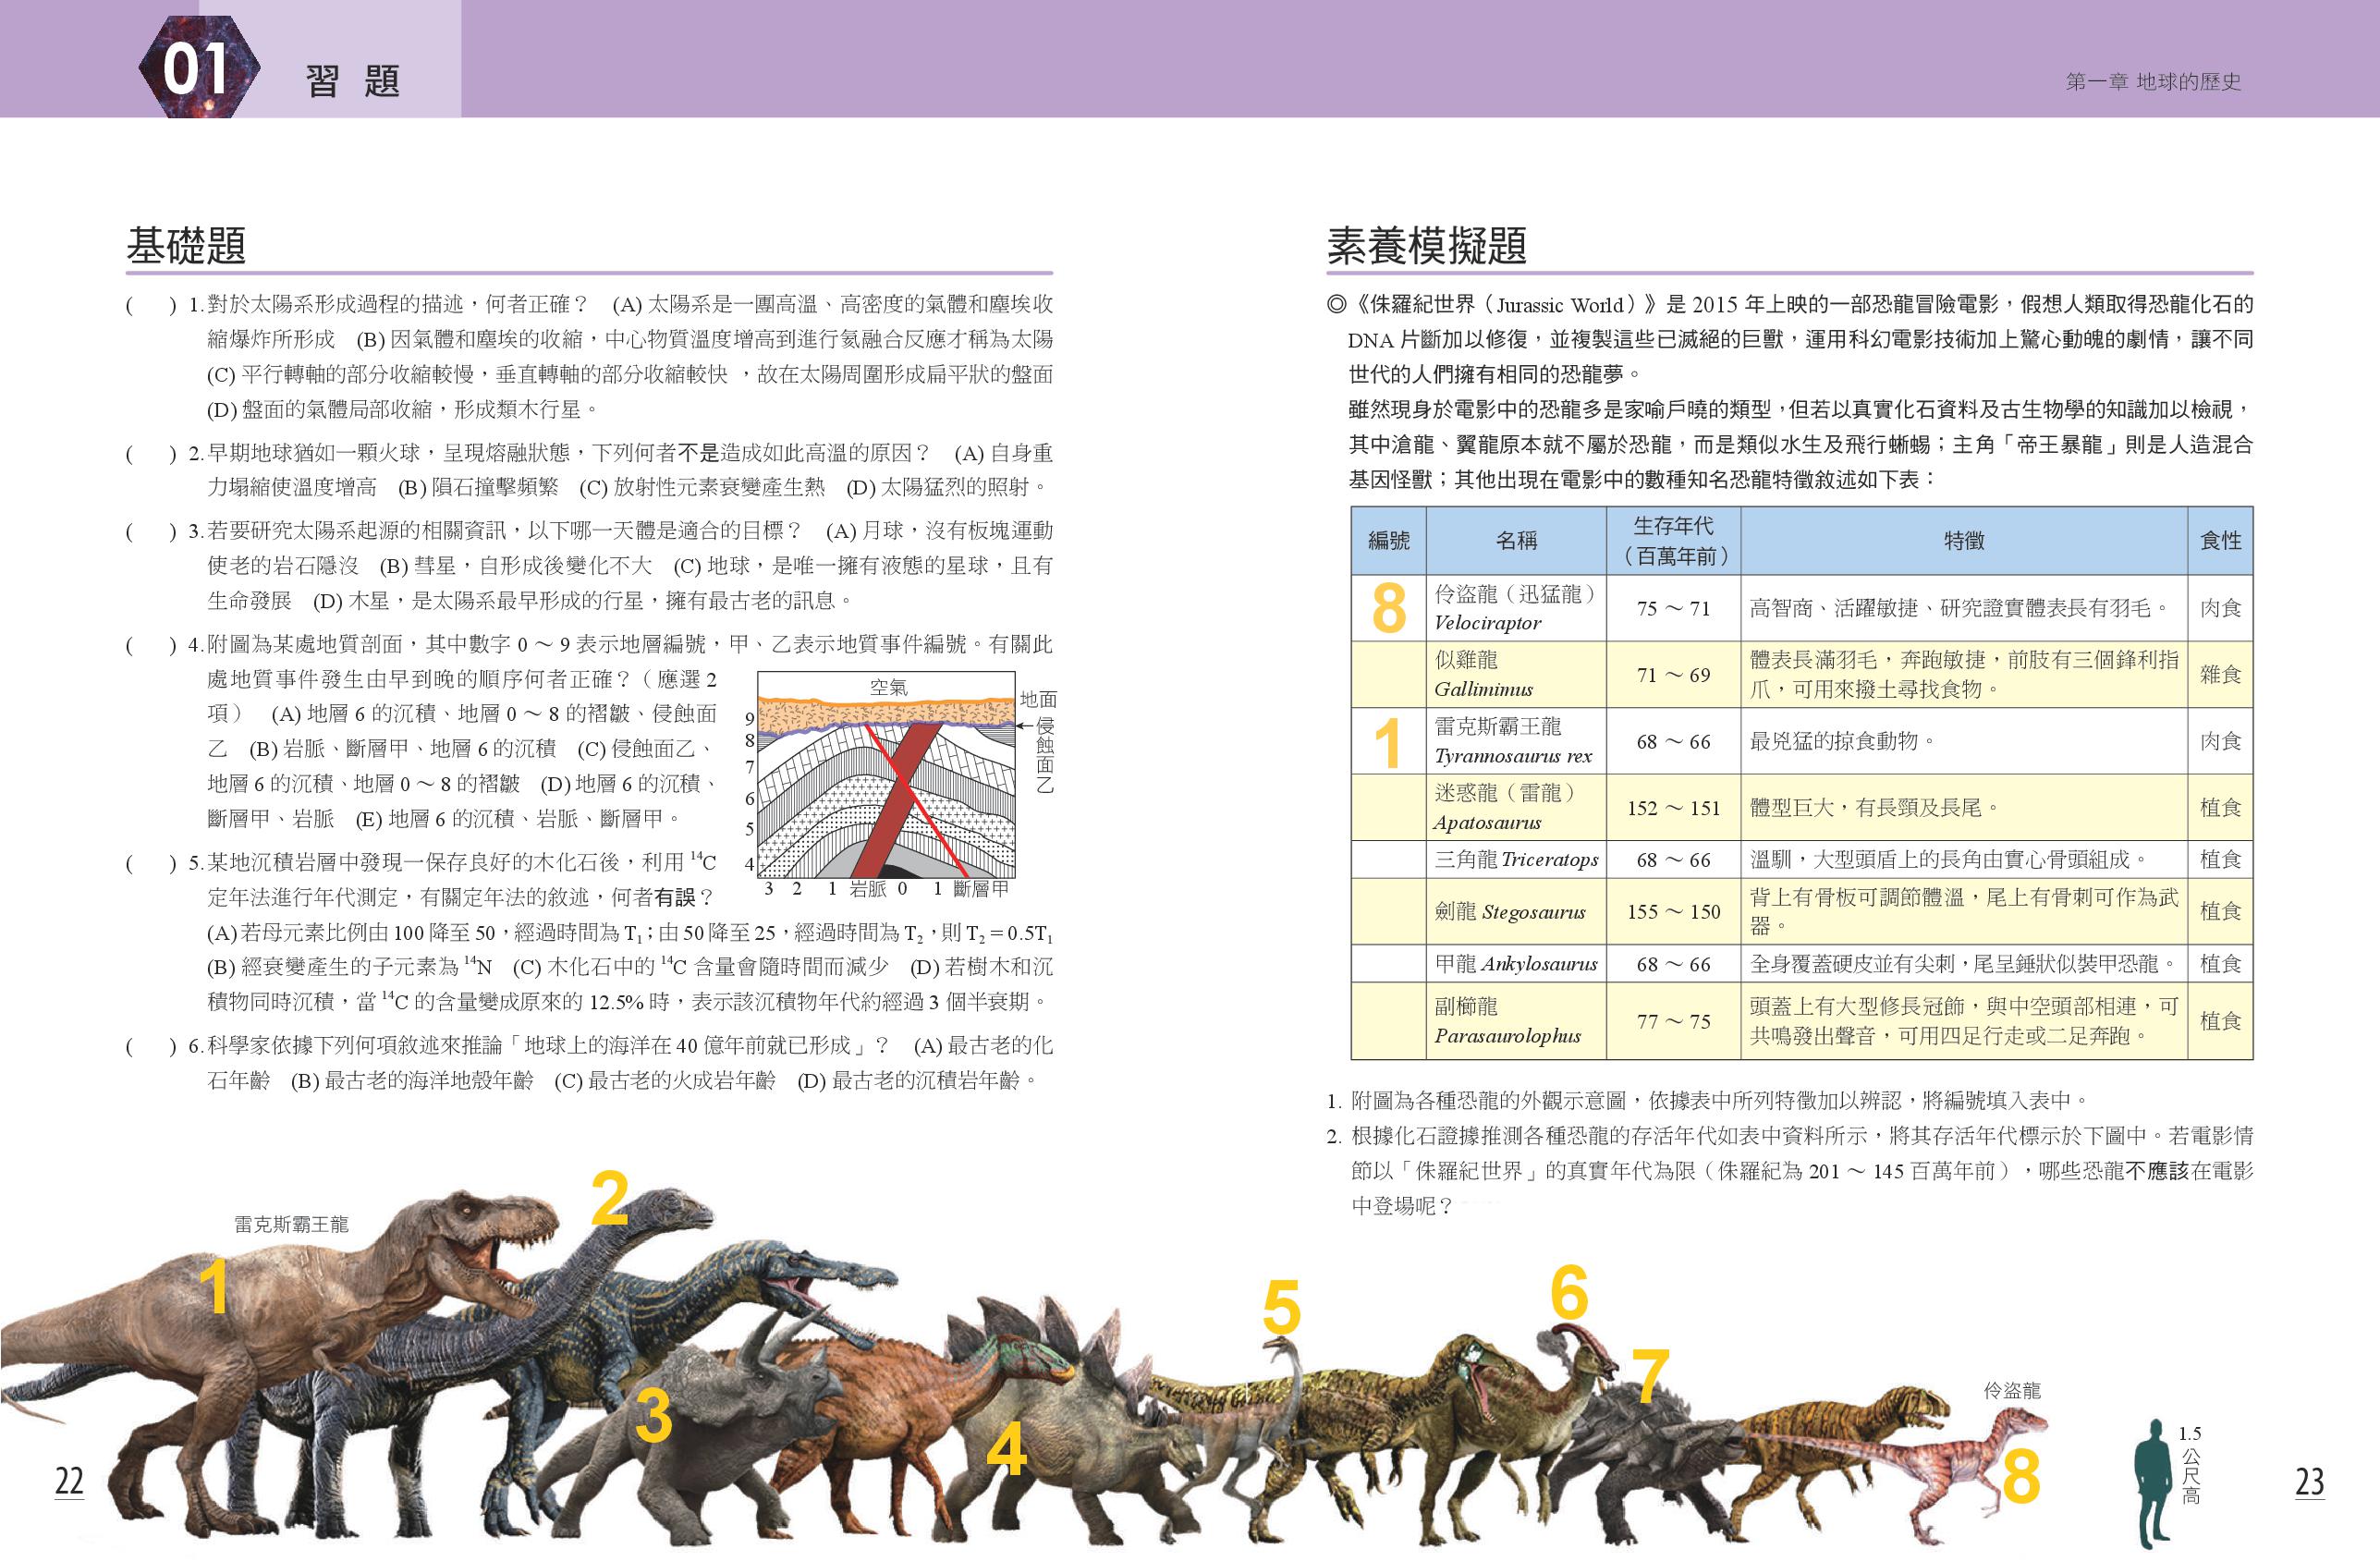 01
習 題
第一章 地球的歷史
基礎題
(　) 1.對於太陽系形成過程的描述，何者正確？ (A) 太陽系是一團高溫、高密度的氣體和塵埃收
縮爆炸所形成 (B) 因氣體和塵埃的收縮，中心物質溫度增高到進行氦融合反應才稱為太陽
(C) 平行轉軸的部分收縮較慢，垂直轉軸的部分收縮較快 ，故在太陽周圍形成扁平狀的盤面
(D) 盤面的氣體局部收縮，形成類木行星。
(　) 2.早期地球猶如一顆火球，呈現熔融狀態，下列何者不是造成如此高溫的原因？ (A) 自身重
力塌縮使溫度增高 (B) 隕石撞擊頻繁 (C) 放射性元素衰變產生熱 (D) 太陽猛烈的照射。
(　) 3.若要研究太陽系起源的相關資訊，以下哪一天體是適合的目標？ (A) 月球，沒有板塊運動
使老的岩石隱沒 (B) 彗星，自形成後變化不大 (C) 地球，是唯一擁有液態的星球，且有
生命發展 (D) 木星，是太陽系最早形成的行星，擁有最古老的訊息。
(　) 4.附圖為某處地質剖面，其中數字 0 ～ 9 表示地層編號，甲、乙表示地質事件編號。有關此
處地質事件發生由早到晚的順序何者正確？（應選 2
項） (A) 地層 6 的沉積、地層 0 ～ 8 的褶皺、侵蝕面
乙 (B) 岩脈、斷層甲、地層 6 的沉積 (C) 侵蝕面乙、
地層 6 的沉積、地層 0 ～ 8 的褶皺 (D) 地層 6 的沉積、
斷層甲、岩脈 (E) 地層 6 的沉積、岩脈、斷層甲。
空氣
地面
侵蝕面乙
9
8
7
6
5
4
3 2 1 岩脈 0 1 斷層甲
(　) 5.某地沉積岩層中發現一保存良好的木化石後，利用 ¹⁴C
定年法進行年代測定，有關定年法的敘述，何者有誤？
(A) 若母元素比例由 100 降至 50，經過時間為 T₁；由 50 降至 25，經過時間為 T₂，則 T₂ = 0.5T₁
(B) 經衰變產生的子元素為 ¹⁴N (C) 木化石中的 ¹⁴C 含量會隨時間而減少 (D) 若樹木和沉
積物同時沉積，當 ¹⁴C 的含量變成原來的 12.5% 時，表示該沉積物年代約經過 3 個半衰期。
(　) 6.科學家依據下列何項敘述來推論「地球上的海洋在 40 億年前就已形成」？ (A) 最古老的化
石年齡 (B) 最古老的海洋地殼年齡 (C) 最古老的火成岩年齡 (D) 最古老的沉積岩年齡。
素養模擬題
◎《侏羅紀世界（Jurassic World）》是 2015 年上映的一部恐龍冒險電影，假想人類取得恐龍化石的
DNA 片斷加以修復，並複製這些已滅絕的巨獸，運用科幻電影技術加上驚心動魄的劇情，讓不同
世代的人們擁有相同的恐龍夢。
雖然現身於電影中的恐龍多是家喻戶曉的類型，但若以真實化石資料及古生物學的知識加以檢視，
其中滄龍、翼龍原本就不屬於恐龍，而是類似水生及飛行蜥蜴；主角「帝王暴龍」則是人造混合
基因怪獸；其他出現在電影中的數種知名恐龍特徵敘述如下表：
編號 名稱 生存年代（百萬年前） 特徵 食性
8 伶盜龍（迅猛龍）Velociraptor 75 ～ 71 高智商、活躍敏捷、研究證實體表長有羽毛。 肉食
似雞龍 Gallimimus 71 ～ 69 體表長滿羽毛，奔跑敏捷，前肢有三個鋒利指爪，可用來撥土尋找食物。 雜食
1 雷克斯霸王龍 Tyrannosaurus rex 68 ～ 66 最兇猛的掠食動物。 肉食
迷惑龍（雷龍）Apatosaurus 152 ～ 151 體型巨大，有長頸及長尾。 植食
三角龍 Triceratops 68 ～ 66 溫馴，大型頭盾上的長角由實心骨頭組成。 植食
劍龍 Stegosaurus 155 ～ 150 背上有骨板可調節體溫，尾上有骨刺可作為武器。 植食
甲龍 Ankylosaurus 68 ～ 66 全身覆蓋硬皮並有尖刺，尾呈錘狀似裝甲恐龍。 植食
副櫛龍 Parasaurolophus 77 ～ 75 頭蓋上有大型修長冠飾，與中空頭部相連，可共鳴發出聲音，可用四足行走或二足奔跑。 植食
1. 附圖為各種恐龍的外觀示意圖，依據表中所列特徵加以辨認，將編號填入表中。
2. 根據化石證據推測各種恐龍的存活年代如表中資料所示，將其存活年代標示於下圖中。若電影情
節以「侏羅紀世界」的真實年代為限（侏羅紀為 201 ～ 145 百萬年前），哪些恐龍不應該在電影
中登場呢？
雷克斯霸王龍
1
2
3
4
5
6
7
伶盜龍
8
1.5公尺高
22
23